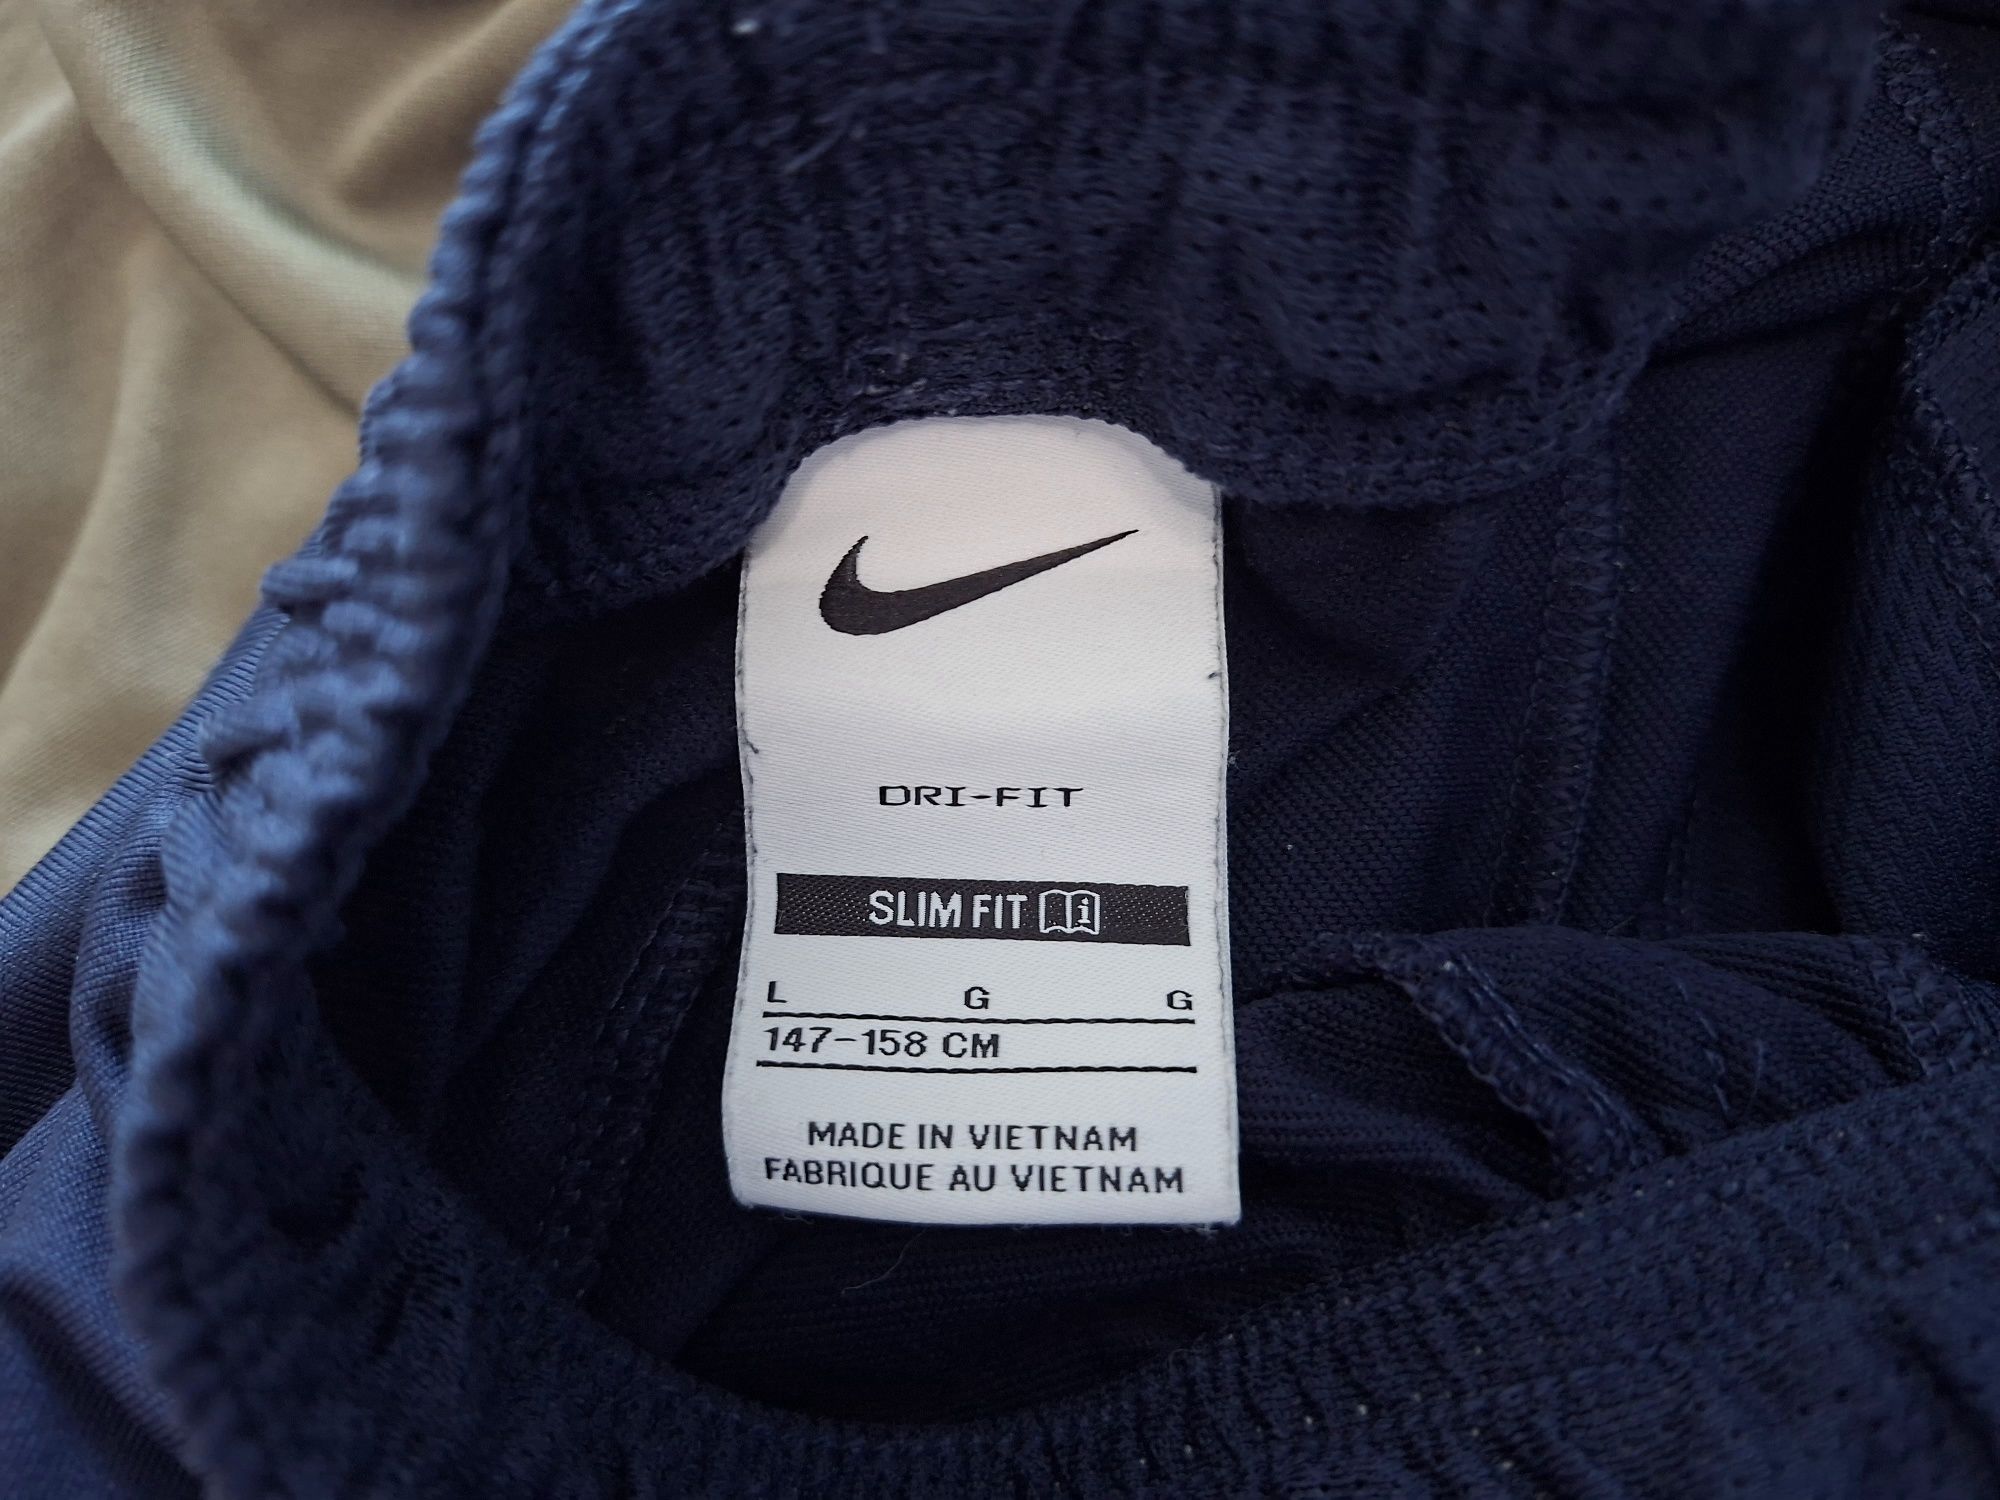 DRI-FIT
SLIM FIT
L G G
147-158 CM
MADE IN VIETNAM
FABRIQUE AU VIETNAM